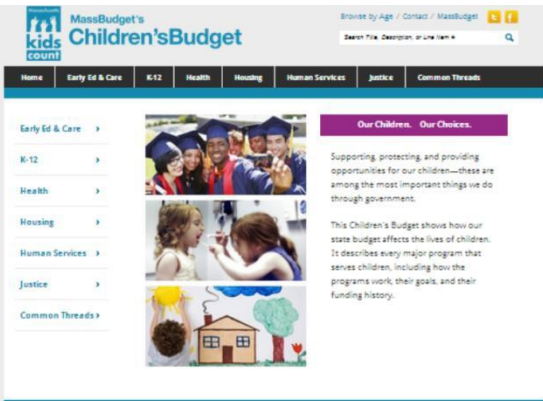 Massachusetts
kids
count
MassBudget's
Children'sBudget
Browse by Age / Contact / MassBudget
Search Title, Description, or Line Item #
Home Early Ed & Care K-12 Health Housing Human Services Justice Common Threads
Early Ed & Care
K-12
Health
Housing
Human Services
Justice
Common Threads
Our Children. Our Choices.
Supporting, protecting, and providing
opportunities for our children—these are
among the most important things we do
through government.
This Children's Budget shows how our
state budget affects the lives of children.
It describes every major program that
serves children, including how the
programs work, their goals, and their
funding history.